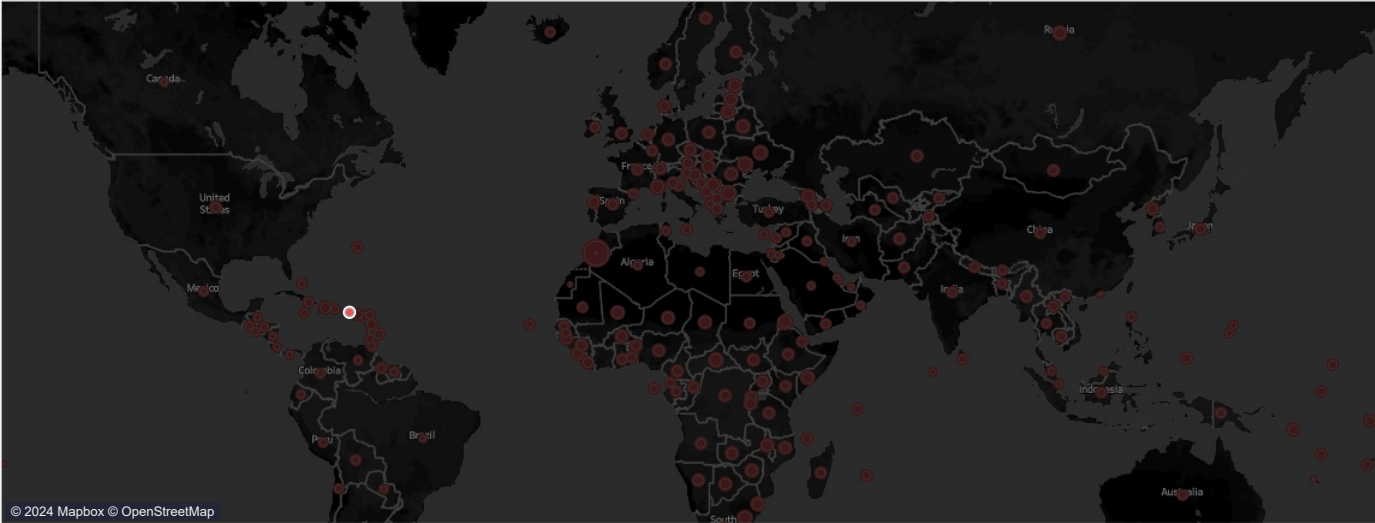 Russia
Canada
France
United
States
Spain
Turkey
Japan
China
Iran
Algeria
Egypt
Mexico
India
Colombia
Indonesia
Peru
Brazil
Australia
South
© 2024 Mapbox © OpenStreetMap